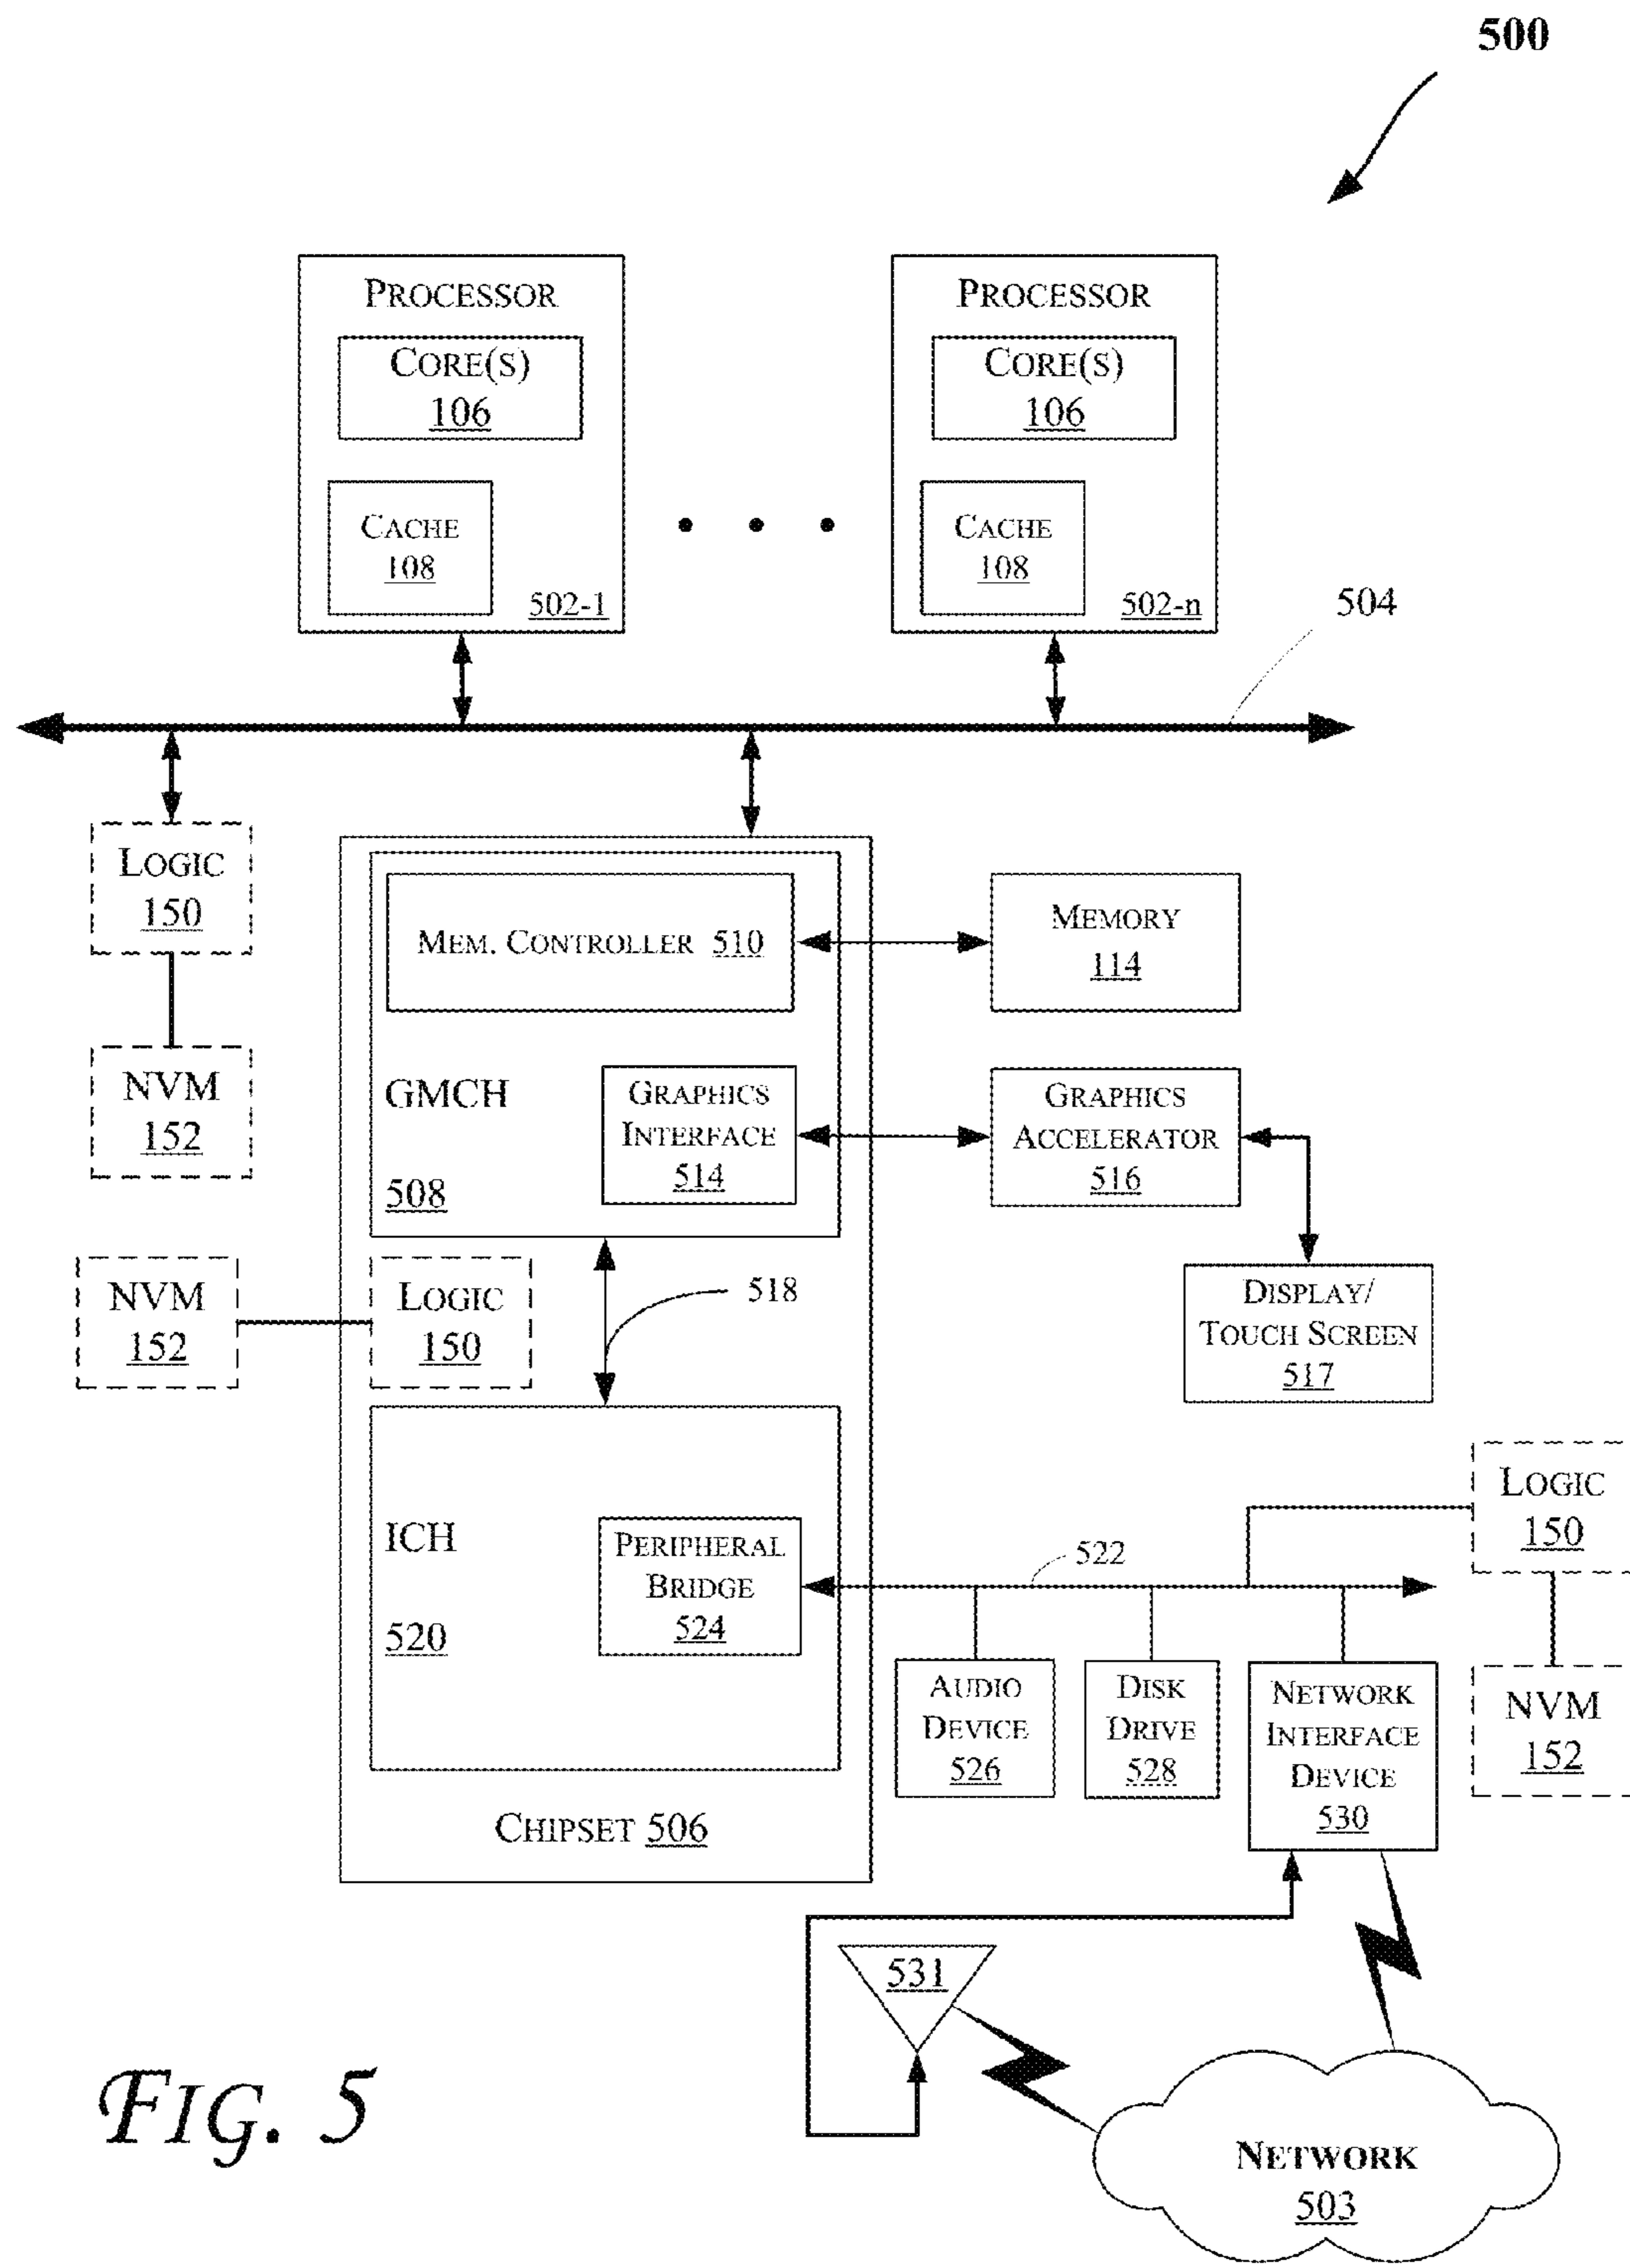 500
PROCESSOR
CORE(S)
106
CACHE
108
502-1
PROCESSOR
CORE(S)
106
CACHE
108
502-n
504
LOGIC
150
NVM
152
MEM. CONTROLLER 510
MEMORY
114
GMCH
508
GRAPHICS
INTERFACE
514
GRAPHICS
ACCELERATOR
516
NVM
152
LOGIC
150
518
DISPLAY/
TOUCH SCREEN
517
ICH
520
PERIPHERAL
BRIDGE
524
522
LOGIC
150
AUDIO
DEVICE
526
DISK
DRIVE
528
NETWORK
INTERFACE
DEVICE
530
NVM
152
CHIPSET 506
531
NETWORK
503
FIG. 5